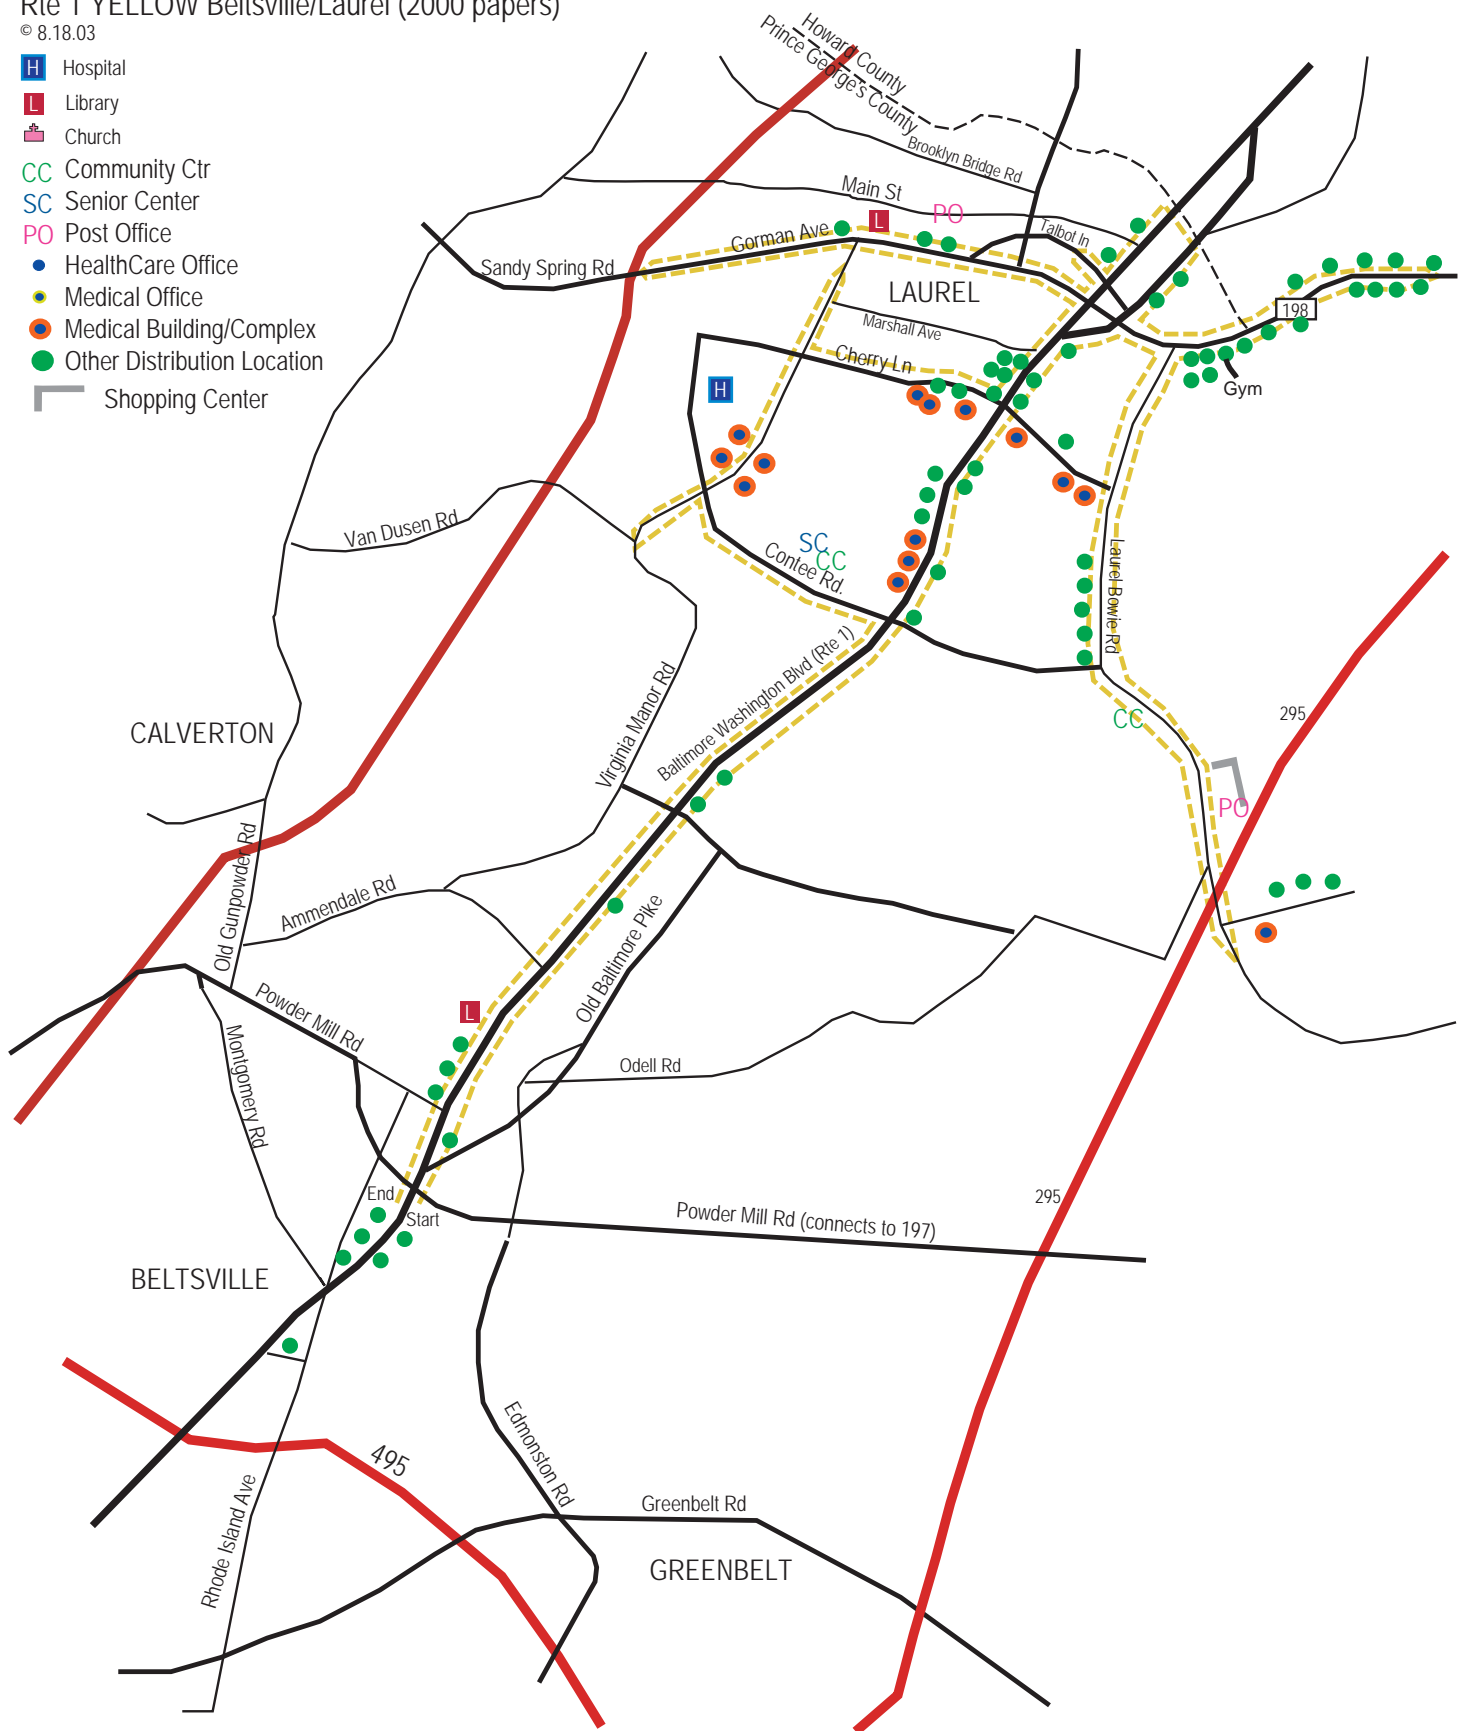 Rte 1 YELLOW Beltsville/Laurel (2000 papers)
© 8.18.03
H Hospital
L Library
Church
CC Community Ctr
SC Senior Center
PO Post Office
HealthCare Office
Medical Office
Medical Building/Complex
Other Distribution Location
Shopping Center
Howard County
Prince George's County
Brooklyn Bridge Rd
Main St
L
PO
Talbot ln
Gorman Ave
Sandy Spring Rd
LAUREL
198
Marshall Ave
Cherry Ln
H
Gym
Van Dusen Rd
SC
CC
Contee Rd.
Laurel Bowie Rd
Baltimore Washington Blvd (Rte 1)
Virginia Manor Rd
CC
295
CALVERTON
PO
Old Gunpowder Rd
Ammendale Rd
Old Baltimore Pike
Powder Mill Rd
L
Montgomery Rd
Odell Rd
End
Start
295
Powder Mill Rd (connects to 197)
BELTSVILLE
495
Edmonston Rd
Rhode Island Ave
Greenbelt Rd
GREENBELT